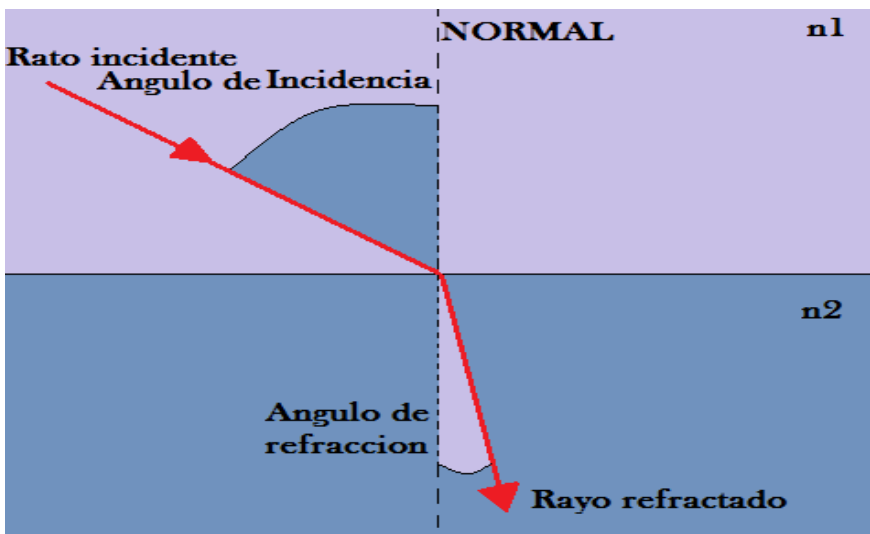 NORMAL
n1
Rato incidente
Angulo de Incidencia
n2
Angulo de
refraccion
Rayo refractado